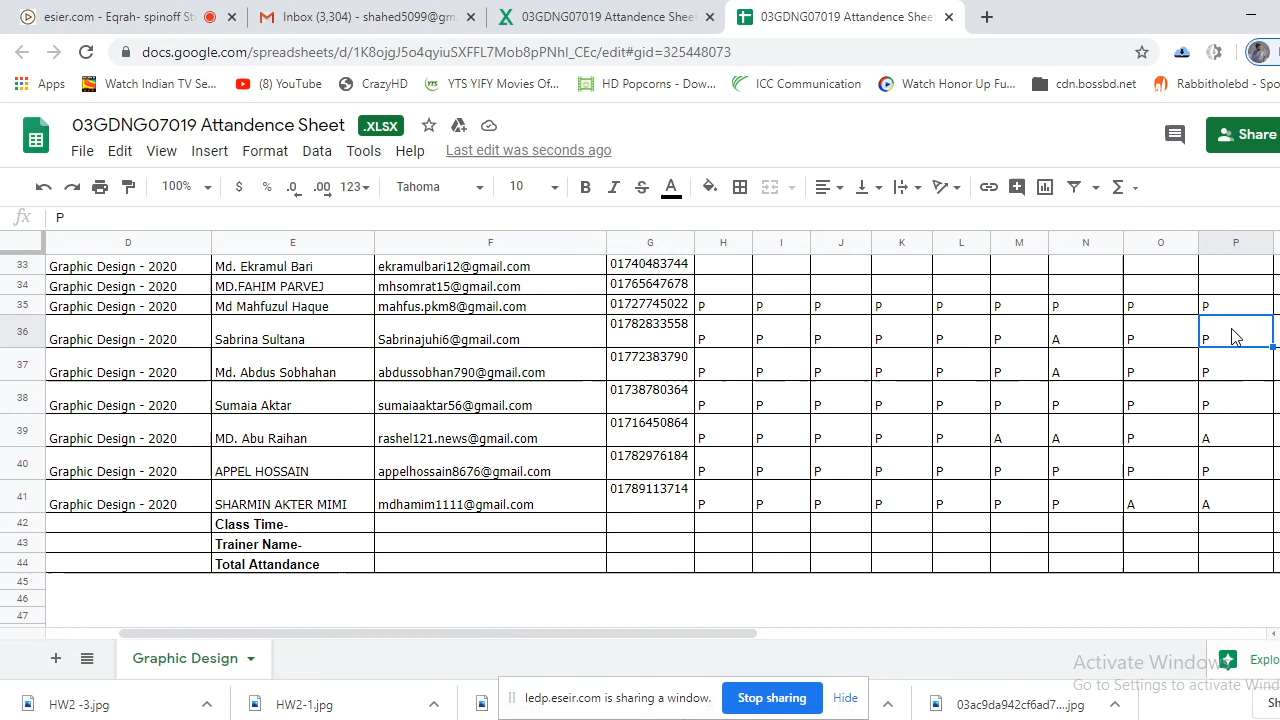 esier.com - Eqrah- spinoff St
Inbox (3,304) - shahed5099@gm
03GDNG07019 Attandence Sheet
03GDNG07019 Attandence Sheet
docs.google.com/spreadsheets/d/1K8ojgJ5o4qyiuSXFFL7Mob8pPNhI_CEc/edit#gid=325448073
Apps
Watch Indian TV Se...
(8) YouTube
CrazyHD
YTS YIFY Movies Of...
HD Popcorns - Dow...
ICC Communication
Watch Honor Up Fu...
cdn.bossbd.net
Rabbitholebd - Spo
03GDNG07019 Attandence Sheet .XLSX
Share
File Edit View Insert Format Data Tools Help Last edit was seconds ago
100% $ % .0 .00 123 Tahoma 10 B I S A
fx P
D E F G H I J K L M N O P
33 Graphic Design - 2020 Md. Ekramul Bari ekramulbari12@gmail.com 01740483744
34 Graphic Design - 2020 MD.FAHIM PARVEJ mhsomrat15@gmail.com 01765647678
35 Graphic Design - 2020 Md Mahfuzul Haque mahfus.pkm8@gmail.com 01727745022 P P P P P P P P P
36 Graphic Design - 2020 Sabrina Sultana Sabrinajuhi6@gmail.com 01782833558 P P P P P P A P P
37 Graphic Design - 2020 Md. Abdus Sobhahan abdussobhan790@gmail.com 01772383790 P P P P P P A P P
38 Graphic Design - 2020 Sumaia Aktar sumaiaaktar56@gmail.com 01738780364 P P P P P P P P P
39 Graphic Design - 2020 MD. Abu Raihan rashel121.news@gmail.com 01716450864 P P P P P A A P A
40 Graphic Design - 2020 APPEL HOSSAIN appelhossain8676@gmail.com 01782976184 P P P P P P P P P
41 Graphic Design - 2020 SHARMIN AKTER MIMI mdhamim1111@gmail.com 01789113714 P P P P P P P A A
42 Class Time-
43 Trainer Name-
44 Total Attandance
45
46
47
Graphic Design
Explo
Activate Windows
Go to Settings to activate Win
HW2 -3.jpg
HW2-1.jpg
ledp.eseir.com is sharing a window.
Stop sharing
Hide
03ac9da942cf6ad7....jpg